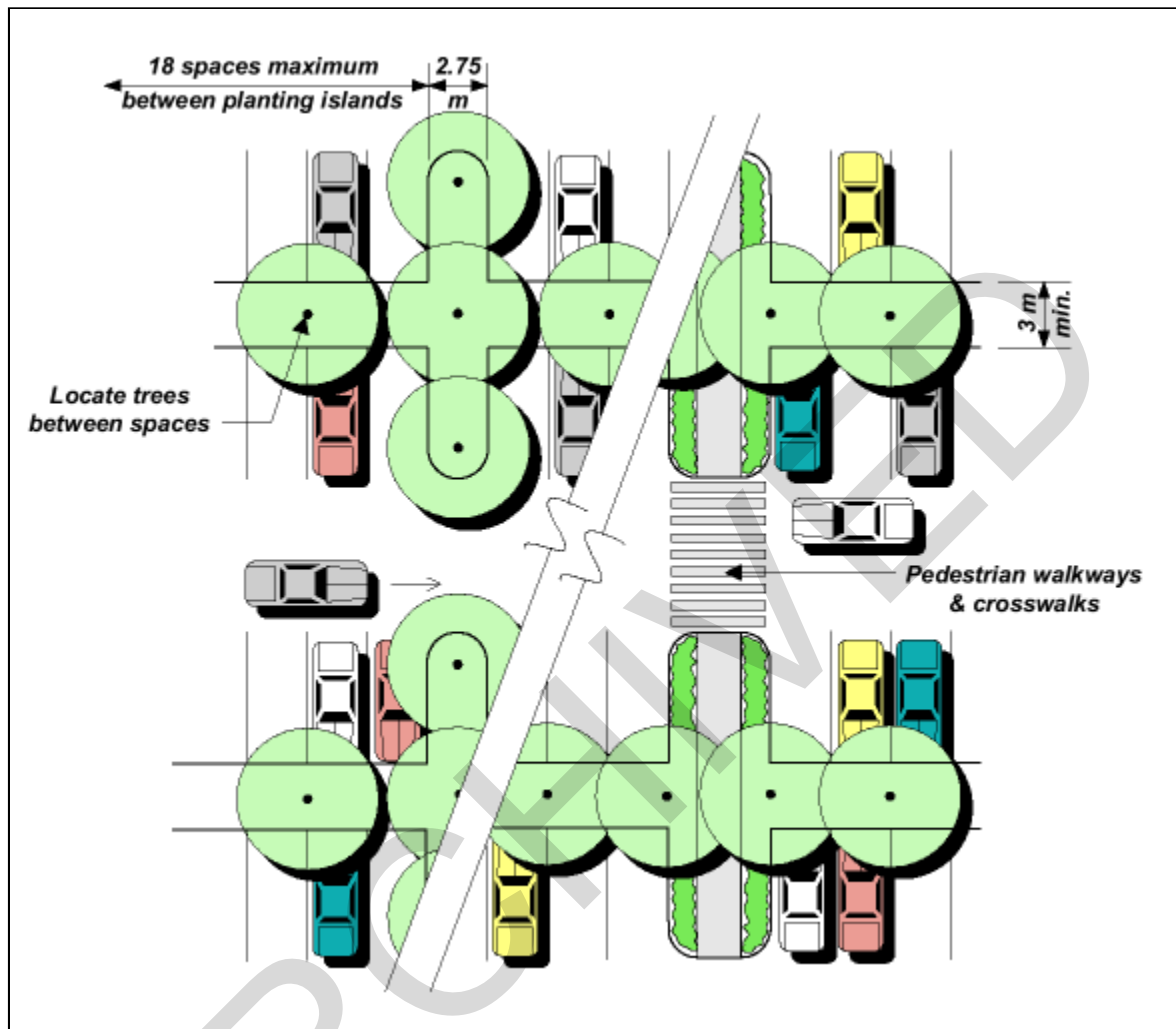 18 spaces maximum
between planting islands
2.75
m
3 m
min.
Locate trees
between spaces
Pedestrian walkways
& crosswalks
ARCHIVED